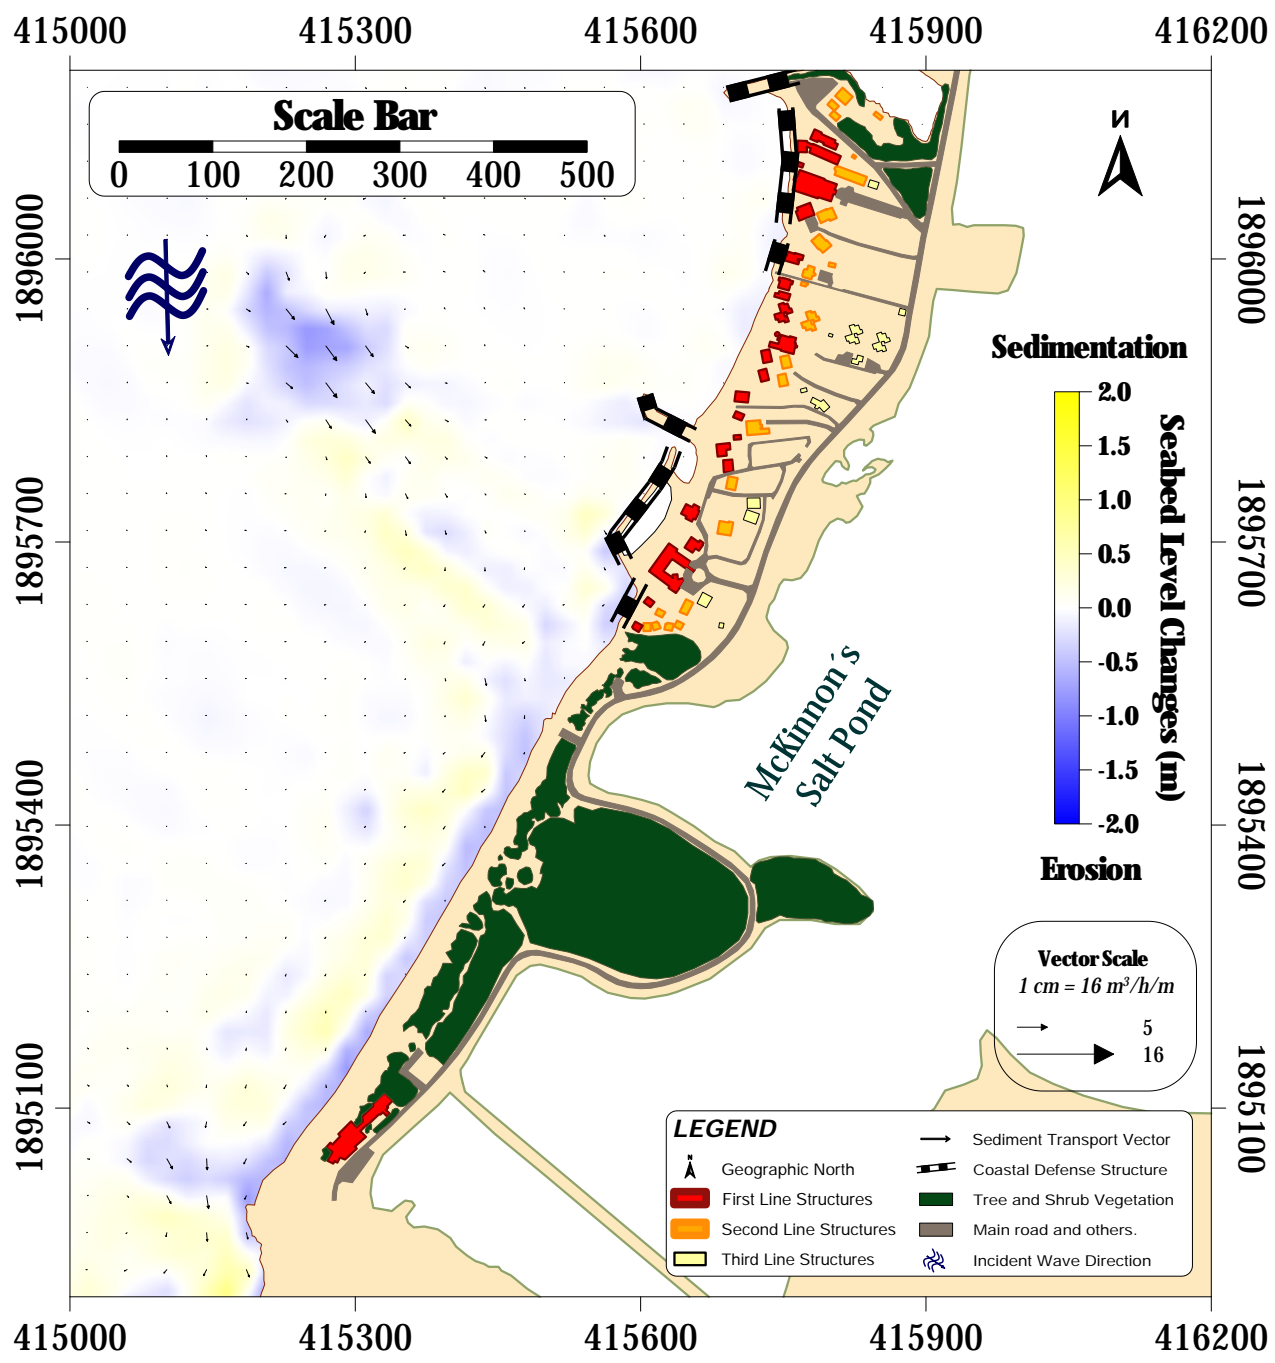 415000 415300 415600 415900 416200
Scale Bar
0 100 200 300 400 500
N
1896000
1896000
Sedimentation
2.0
1.5
1.0
0.5
0.0
-0.5
-1.0
-1.5
-2.0
Seabed Level Changes (m)
Erosion
1895700
1895700
McKinnon´s
Salt Pond
1895400
1895400
Vector Scale
1 cm = 16 m³/h/m
5
16
1895100
1895100
LEGEND
N
Geographic North
First Line Structures
Second Line Structures
Third Line Structures
Sediment Transport Vector
Coastal Defense Structure
Tree and Shrub Vegetation
Main road and others.
Incident Wave Direction
415000 415300 415600 415900 416200